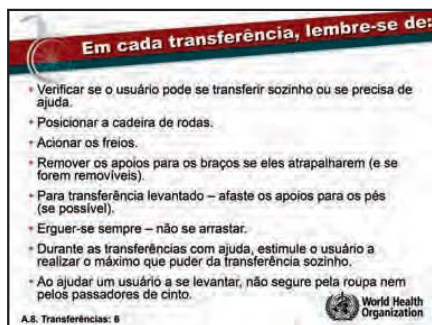 Em cada transferência, lembre-se de:
• Verificar se o usuário pode se transferir sozinho ou se precisa de
ajuda.
• Posicionar a cadeira de rodas.
• Acionar os freios.
• Remover os apoios para os braços se eles atrapalharem (e se
forem removíveis).
• Para transferência levantado – afaste os apoios para os pés
(se possível).
• Erguer-se sempre – não se arrastar.
• Durante as transferências com ajuda, estimule o usuário a
realizar o máximo que puder da transferência sozinho.
• Ao ajudar um usuário a se levantar, não segure pela roupa nem
pelos passadores de cinto.
World Health
Organization
A.8. Transferências: 6